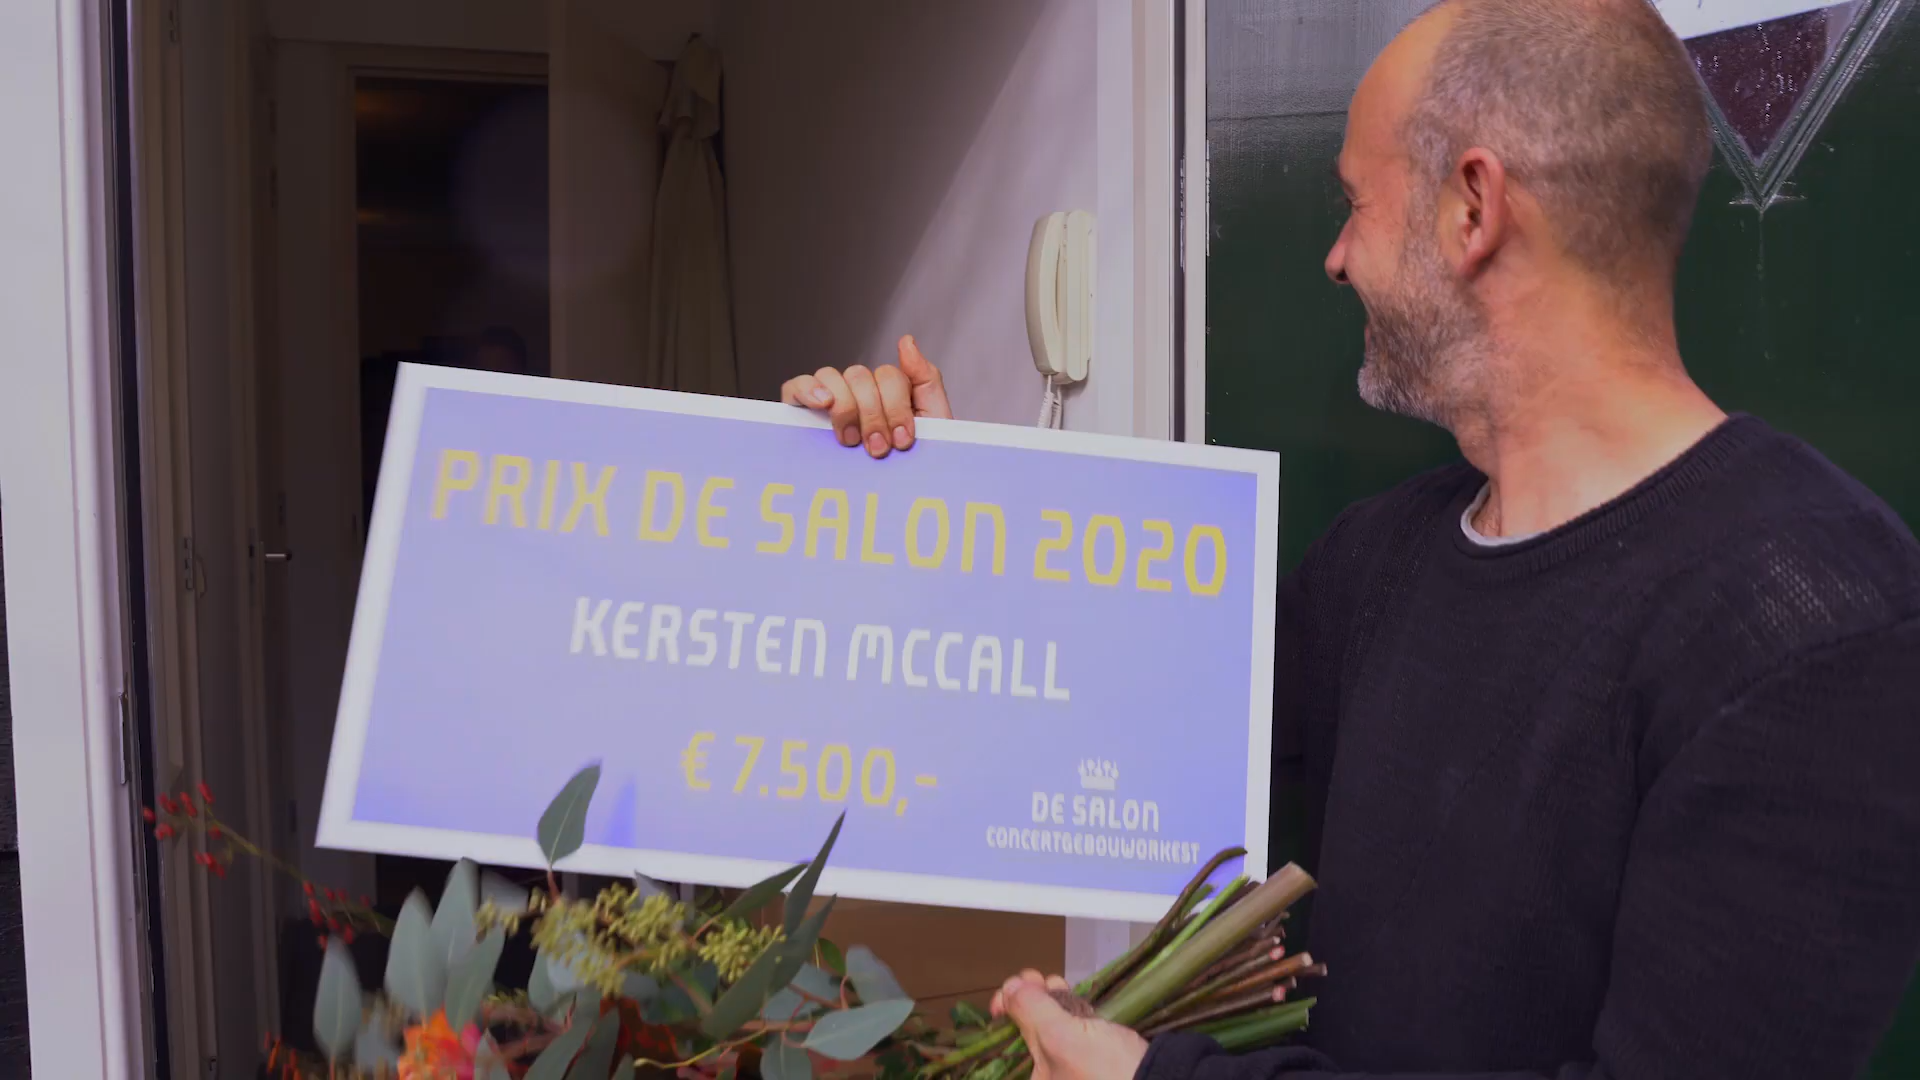 PRIX DE SALON 2020
KERSTEN MCCALL
€ 7.500,-
DE SALON
CONCERTGEBOUWORKEST